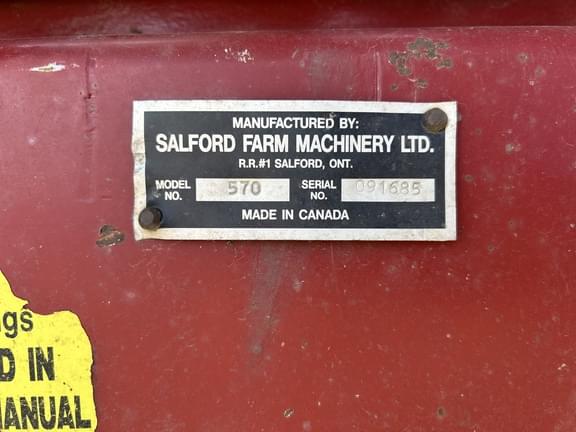 MANUFACTURED BY:
SALFORD FARM MACHINERY LTD.
R.R.#1 SALFORD, ONT.
MODEL NO. 570 SERIAL NO. 091685
MADE IN CANADA
IN
MANUAL